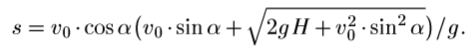 s = v₀ · cos α(v₀ · sin α + √(2gH + v₀² · sin² α))/g.